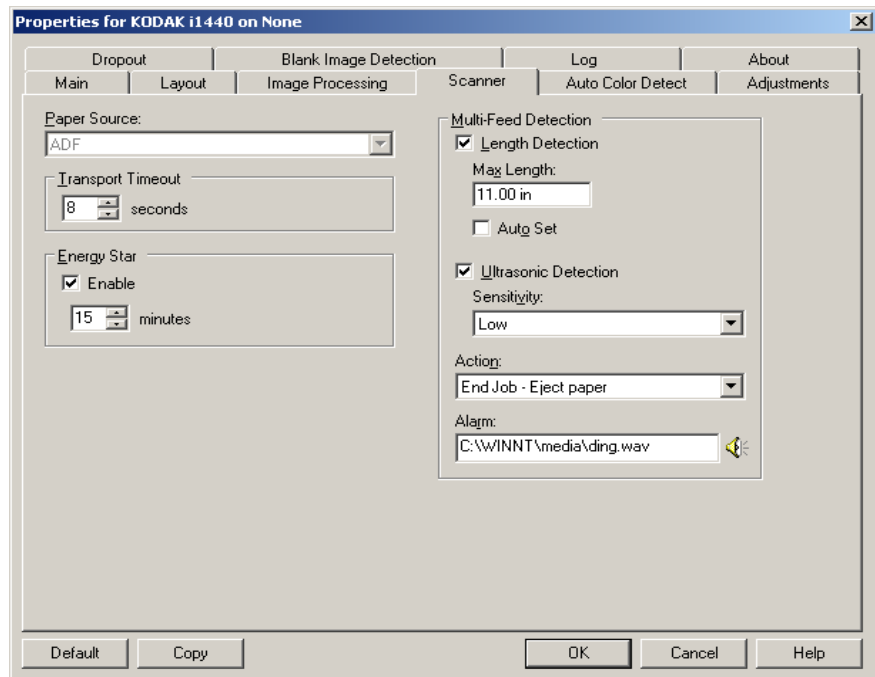 Properties for KODAK i1440 on None
Dropout
Blank Image Detection
Log
About
Main
Layout
Image Processing
Scanner
Auto Color Detect
Adjustments
Paper Source:
ADF
Transport Timeout
8 seconds
Energy Star
Enable
15 minutes
Multi-Feed Detection
Length Detection
Max Length:
11.00 in
Auto Set
Ultrasonic Detection
Sensitivity:
Low
Action:
End Job - Eject paper
Alarm:
C:\WINNT\media\ding.wav
Default
Copy
OK
Cancel
Help